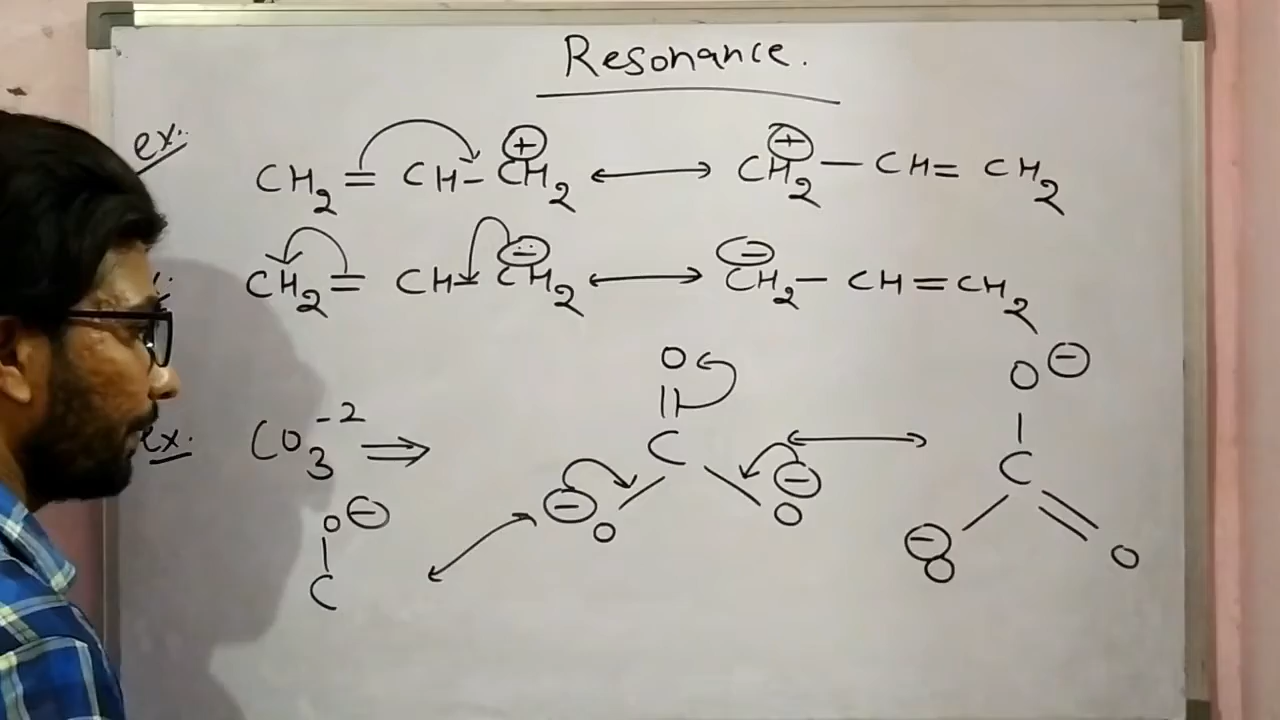 Resonance.
ex:
CH₂ = CH - CH₂ ⊕ ⟷ CH₂ ⊕ — CH = CH₂
CH₂ = CH - CH₂ ⊖ ⟷ CH₂ ⊖ — CH = CH₂
ex. CO₃⁻² ⇒
O
||
C
⊖ O
O ⊖
⟷
O ⊖
|
C
⊖ O
O
O ⊖
|
C
⟷